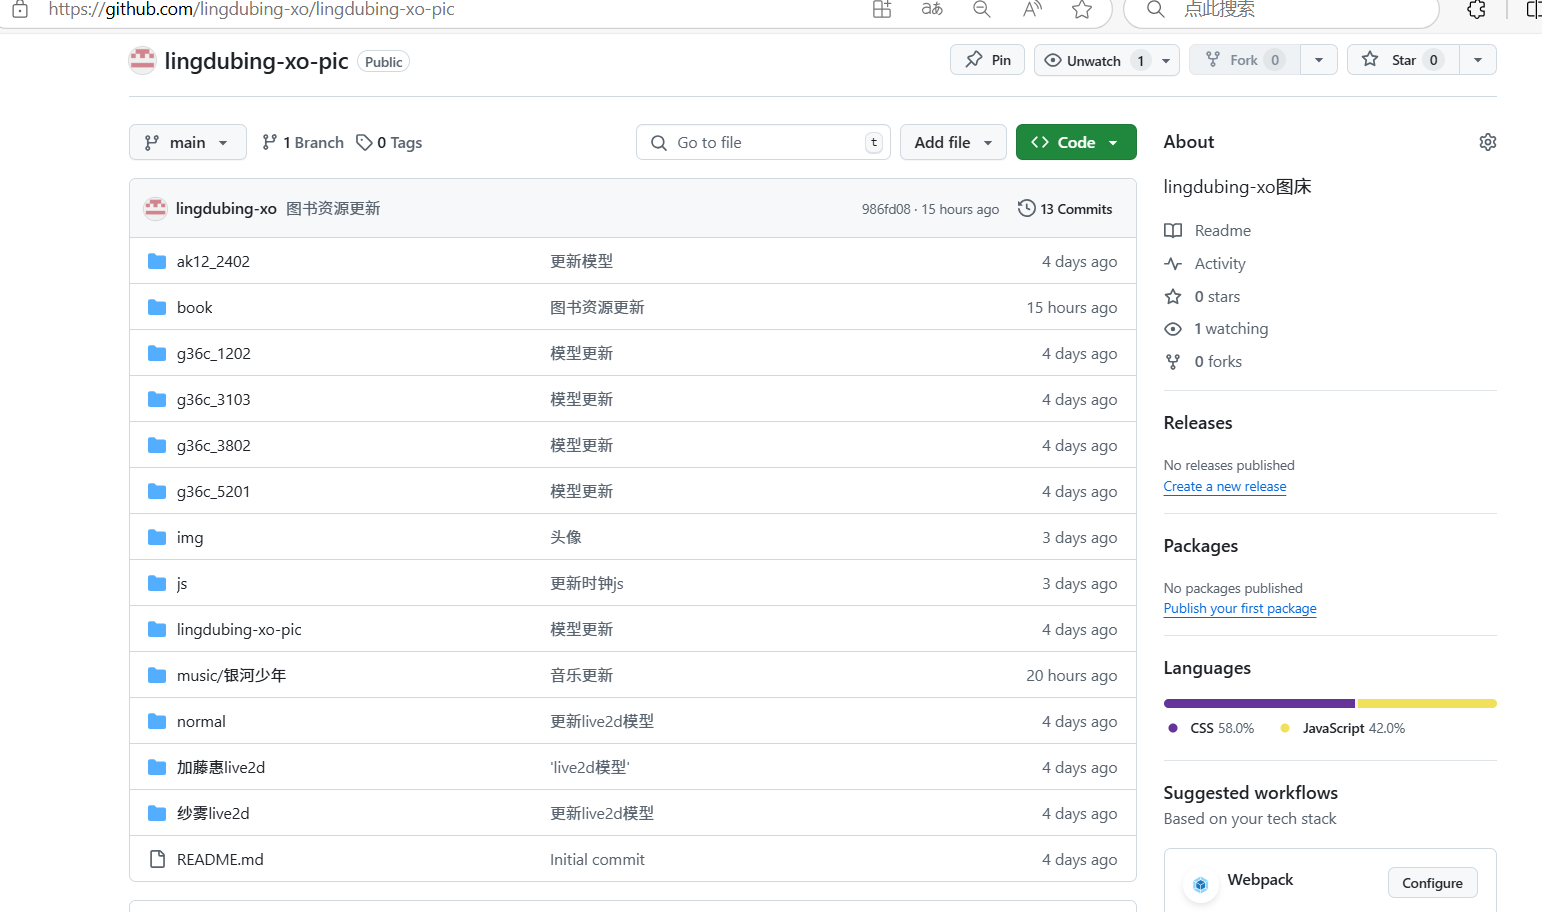 https://github.com/lingdubing-xo/lingdubing-xo-pic
aあ
A
点此搜索
lingdubing-xo-pic Public
Pin
Unwatch 1
Fork 0
Star 0
main
1 Branch
0 Tags
Go to file t
Add file
Code
lingdubing-xo 图书资源更新 986fd08 · 15 hours ago 13 Commits
ak12_2402 更新模型 4 days ago
book 图书资源更新 15 hours ago
g36c_1202 模型更新 4 days ago
g36c_3103 模型更新 4 days ago
g36c_3802 模型更新 4 days ago
g36c_5201 模型更新 4 days ago
img 头像 3 days ago
js 更新时钟js 3 days ago
lingdubing-xo-pic 模型更新 4 days ago
music/银河少年 音乐更新 20 hours ago
normal 更新live2d模型 4 days ago
加藤惠live2d 'live2d模型' 4 days ago
纱雾live2d 更新live2d模型 4 days ago
README.md Initial commit 4 days ago
About
lingdubing-xo图床
Readme
Activity
0 stars
1 watching
0 forks
Releases
No releases published
Create a new release
Packages
No packages published
Publish your first package
Languages
CSS 58.0% JavaScript 42.0%
Suggested workflows
Based on your tech stack
Webpack Configure